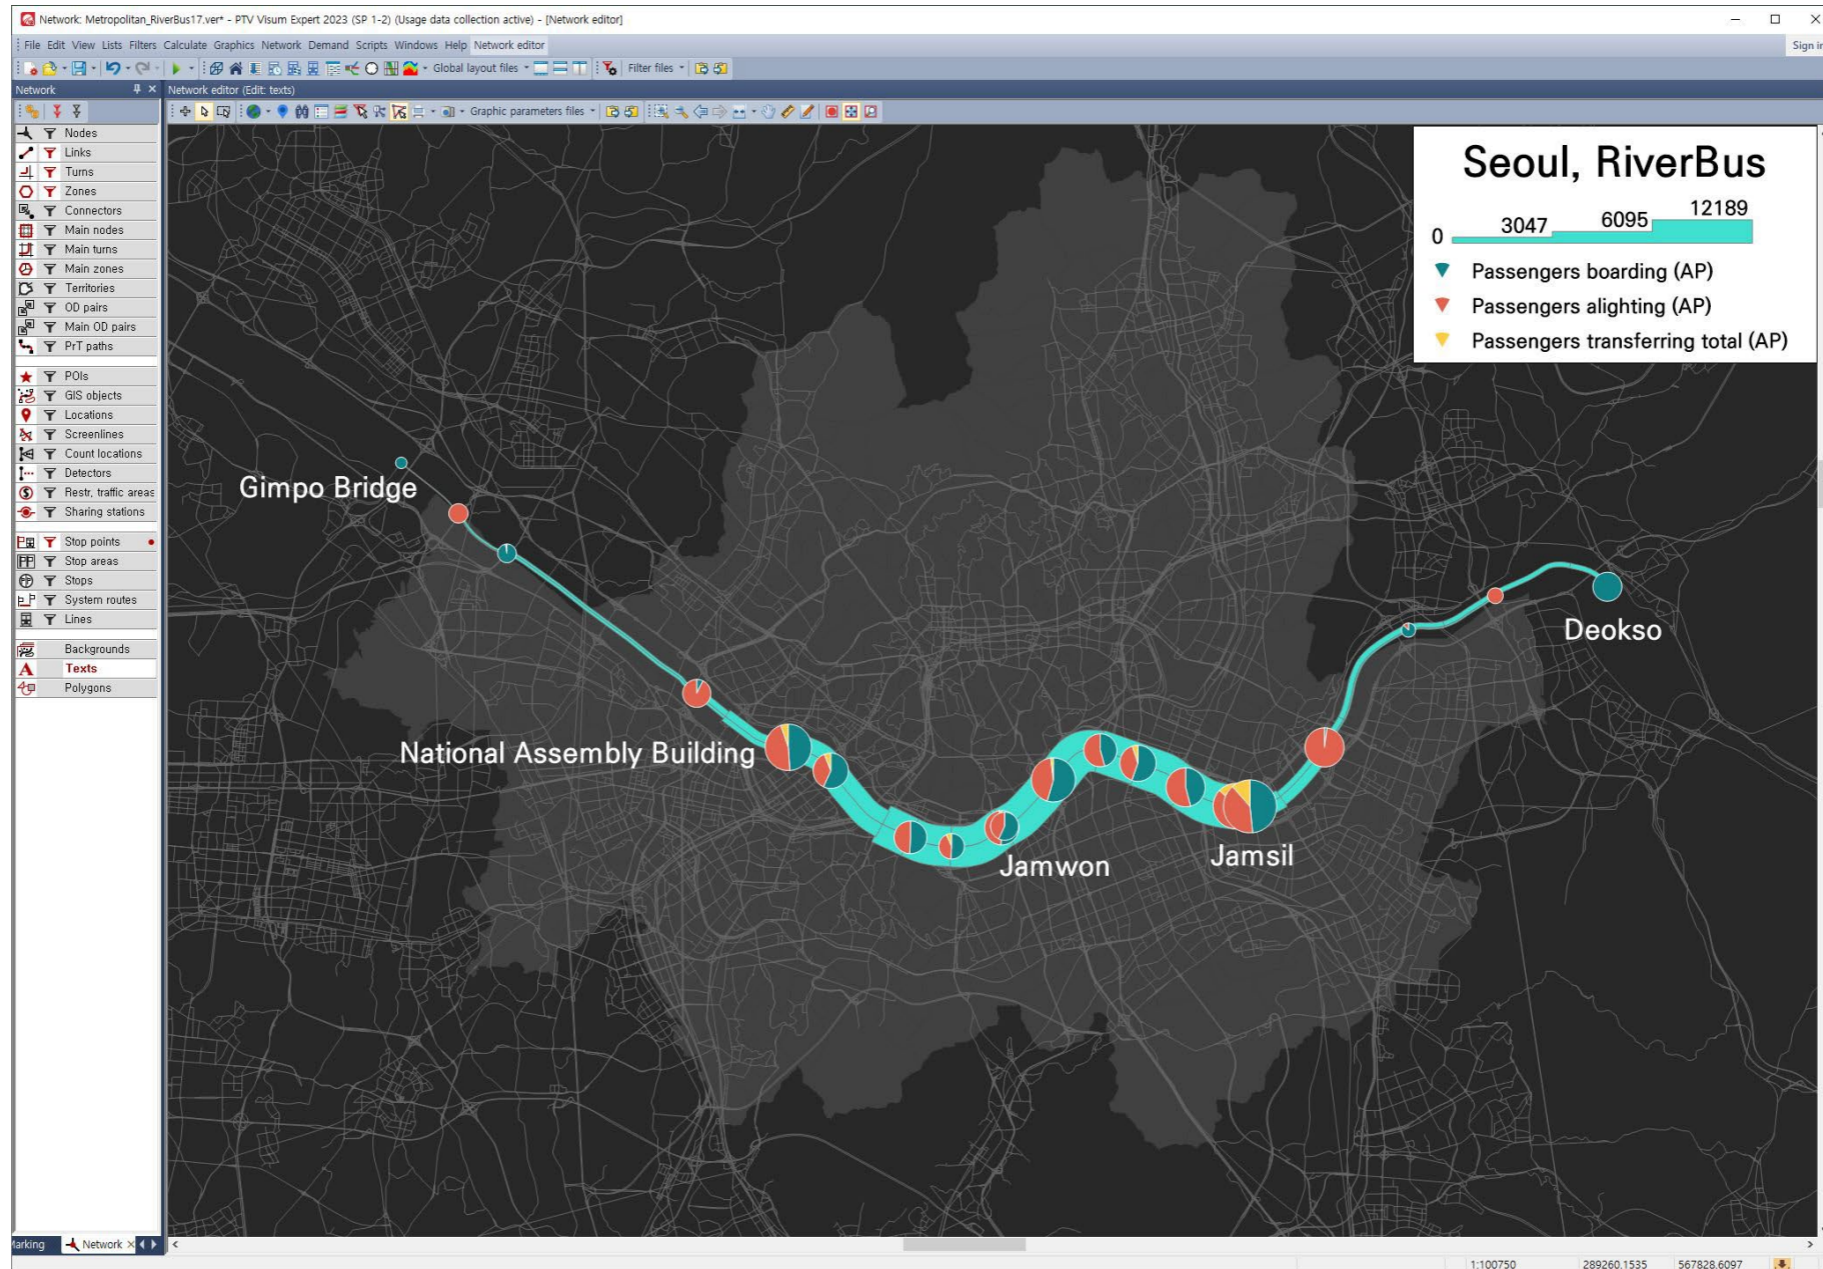 Network: Metropolitan_RiverBus17.ver* - PTV Visum Expert 2023 (SP 1-2) (Usage data collection active) - [Network editor]
File Edit View Lists Filters Calculate Graphics Network Demand Scripts Windows Help Network editor
Sign in
Global layout files
Filter files
Network
Network editor (Edit: texts)
Graphic parameters files
Nodes
Links
Turns
Zones
Connectors
Main nodes
Main turns
Main zones
Territories
OD pairs
Main OD pairs
PrT paths
POIs
GIS objects
Locations
Screenlines
Count locations
Detectors
Restr, traffic areas
Sharing stations
Stop points
Stop areas
Stops
System routes
Lines
Backgrounds
Texts
Polygons
Seoul, RiverBus
0 3047 6095 12189
Passengers boarding (AP)
Passengers alighting (AP)
Passengers transferring total (AP)
Gimpo Bridge
Deokso
National Assembly Building
Jamwon
Jamsil
Marking
Network
1:100750
289260.1535
567828.6097